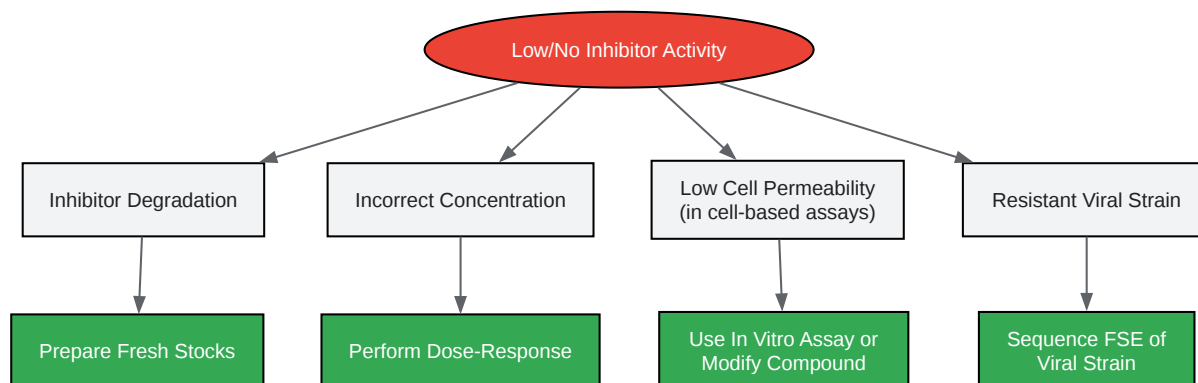 Low/No Inhibitor Activity
Inhibitor Degradation
Incorrect Concentration
Low Cell Permeability
(in cell-based assays)
Resistant Viral Strain
Prepare Fresh Stocks
Perform Dose-Response
Use In Vitro Assay or
Modify Compound
Sequence FSE of
Viral Strain